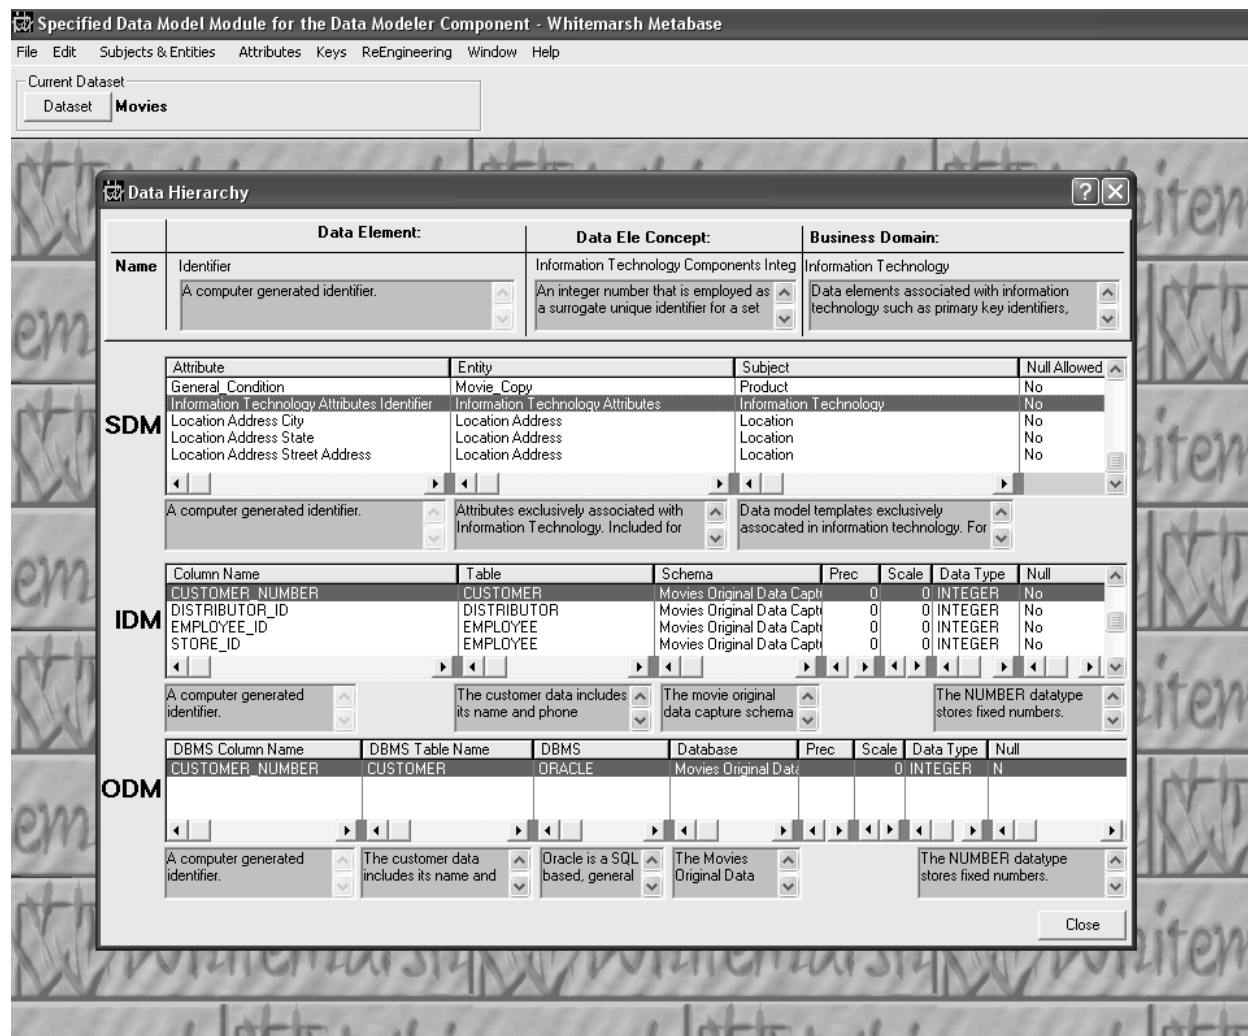 Specified Data Model Module for the Data Modeler Component - Whitemarsh Metabase
File Edit Subjects & Entities Attributes Keys ReEngineering Window Help
Current Dataset
Dataset Movies
Data Hierarchy
Data Element: Data Ele Concept: Business Domain:
Name Identifier Information Technology Components Integ Information Technology
A computer generated identifier. An integer number that is employed as Data elements associated with information
a surrogate unique identifier for a set technology such as primary key identifiers,
Attribute Entity Subject Null Allowed
General_Condition Movie_Copy Product No
Information Technology Attributes Identifier Information Technology Attributes Information Technology No
SDM Location Address City Location Address Location No
Location Address State Location Address Location No
Location Address Street Address Location Address Location No
A computer generated identifier. Attributes exclusively associated with Data model templates exclusively
Information Technology. Included for assocated in information technology. For
Column Name Table Schema Prec Scale Data Type Null
CUSTOMER_NUMBER CUSTOMER Movies Original Data Captu 0 0 INTEGER No
DISTRIBUTOR_ID DISTRIBUTOR Movies Original Data Captu 0 0 INTEGER No
IDM EMPLOYEE_ID EMPLOYEE Movies Original Data Captu 0 0 INTEGER No
STORE_ID EMPLOYEE Movies Original Data Captu 0 0 INTEGER No
A computer generated The customer data includes The movie original The NUMBER datatype
identifier. its name and phone data capture schema stores fixed numbers.
DBMS Column Name DBMS Table Name DBMS Database Prec Scale Data Type Null
CUSTOMER_NUMBER CUSTOMER ORACLE Movies Original Data 0 INTEGER N
ODM
A computer generated The customer data Oracle is a SQL The Movies The NUMBER datatype
identifier. includes its name and based, general Original Data stores fixed numbers.
Close